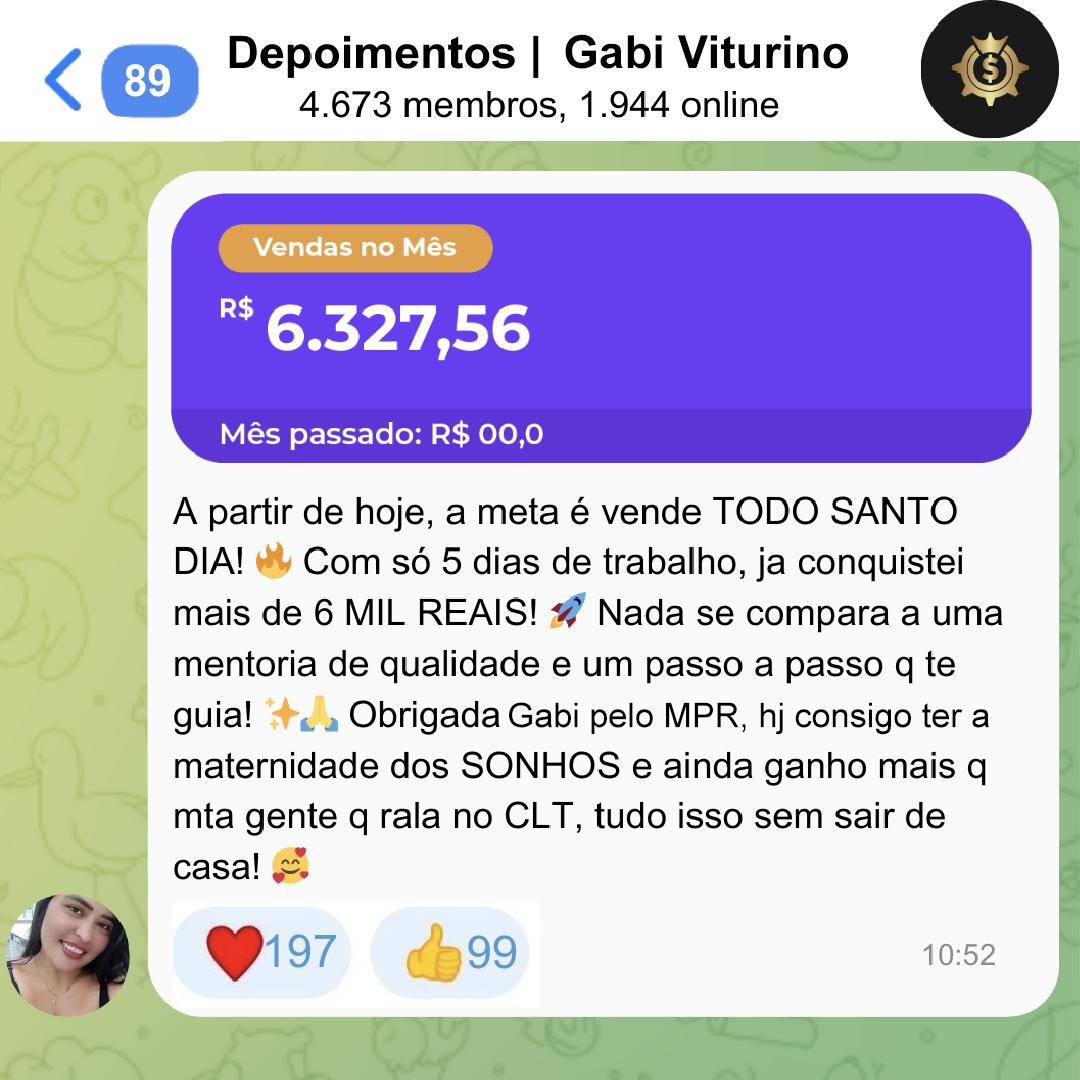 89
Depoimentos | Gabi Viturino
4.673 membros, 1.944 online
$
Vendas no Mês
R$ 6.327,56
Mês passado: R$ 00,0
A partir de hoje, a meta é vende TODO SANTO
DIA! 🔥 Com só 5 dias de trabalho, ja conquistei
mais de 6 MIL REAIS! 🚀 Nada se compara a uma
mentoria de qualidade e um passo a passo q te
guia! ✨🙏 Obrigada Gabi pelo MPR, hj consigo ter a
maternidade dos SONHOS e ainda ganho mais q
mta gente q rala no CLT, tudo isso sem sair de
casa! 🥰
❤️197 👍99 10:52